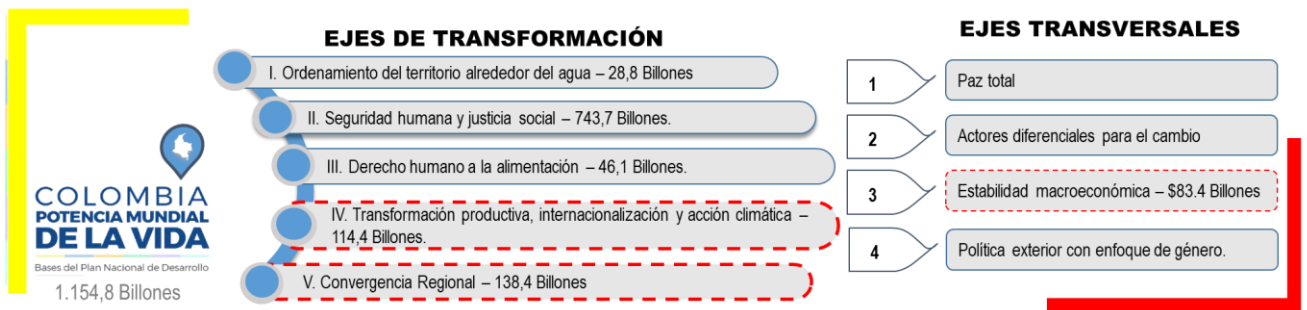 COLOMBIA
POTENCIA MUNDIAL
DE LA VIDA
Bases del Plan Nacional de Desarrollo
1.154,8 Billones
EJES DE TRANSFORMACIÓN
I. Ordenamiento del territorio alrededor del agua – 28,8 Billones
II. Seguridad humana y justicia social – 743,7 Billones.
III. Derecho humano a la alimentación – 46,1 Billones.
IV. Transformación productiva, internacionalización y acción climática –
114,4 Billones.
V. Convergencia Regional – 138,4 Billones
EJES TRANSVERSALES
1 Paz total
2 Actores diferenciales para el cambio
3 Estabilidad macroeconómica – $83.4 Billones
4 Política exterior con enfoque de género.